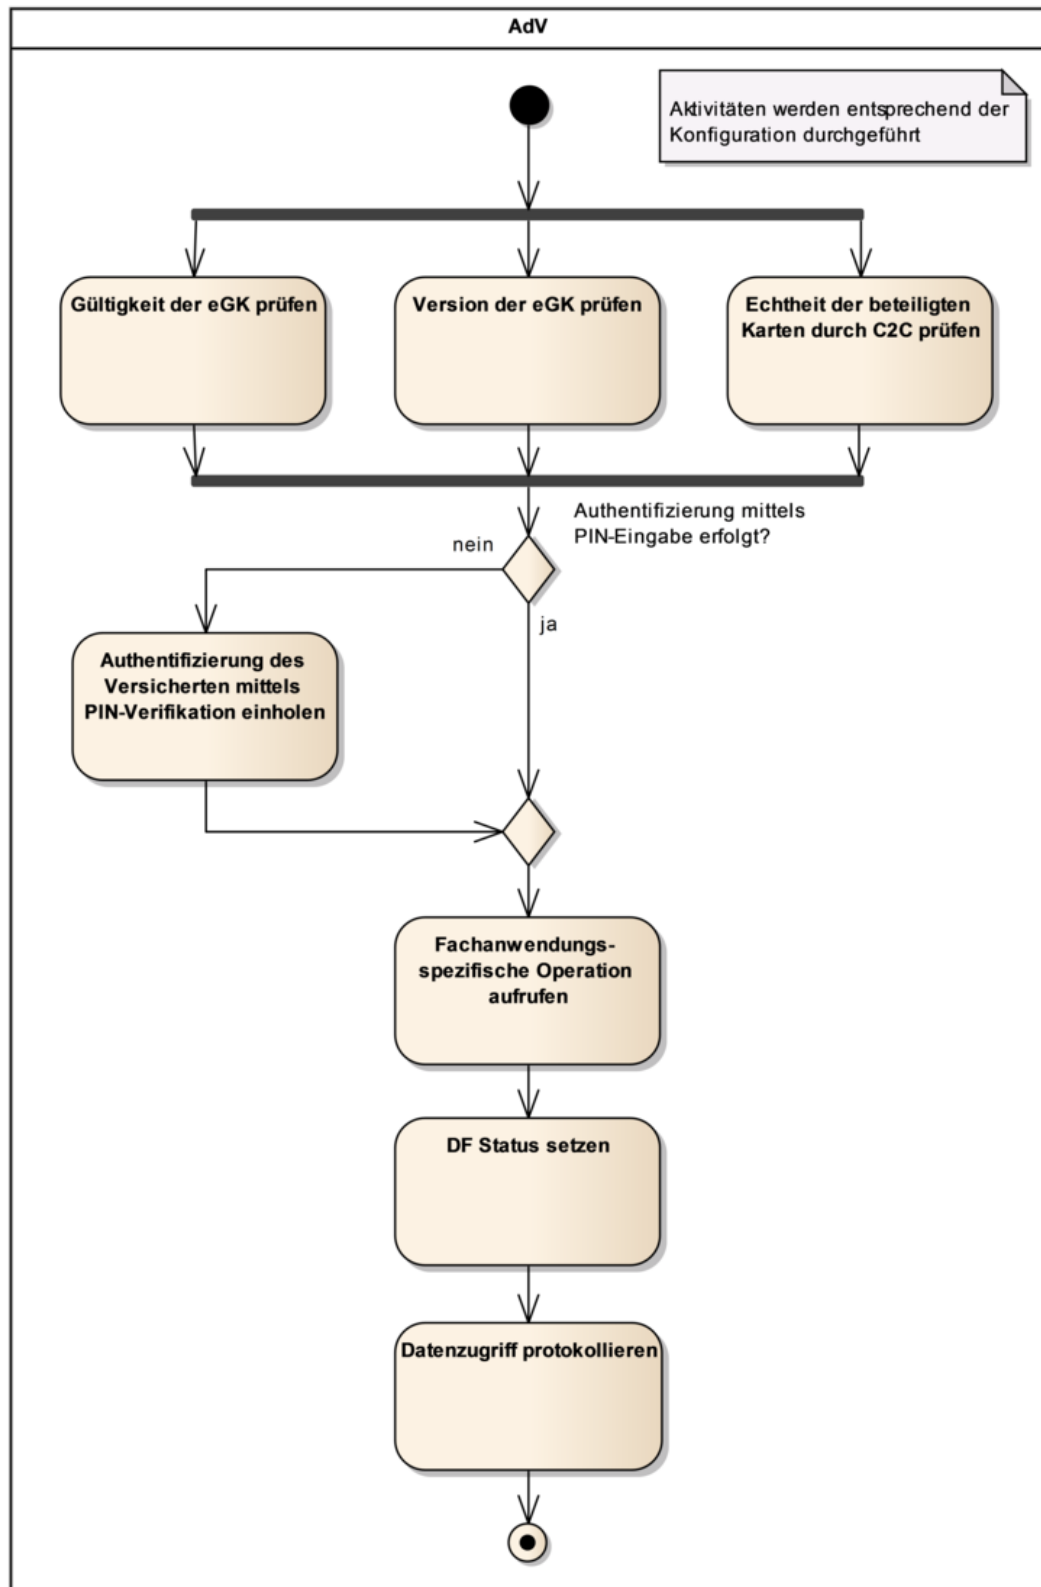 AdV
Aktivitäten werden entsprechend der
Konfiguration durchgeführt
Gültigkeit der eGK prüfen
Version der eGK prüfen
Echtheit der beteiligten
Karten durch C2C prüfen
Authentifizierung mittels
PIN-Eingabe erfolgt?
nein
ja
Authentifizierung des
Versicherten mittels
PIN-Verifikation einholen
Fachanwendungs-
spezifische Operation
aufrufen
DF Status setzen
Datenzugriff protokollieren